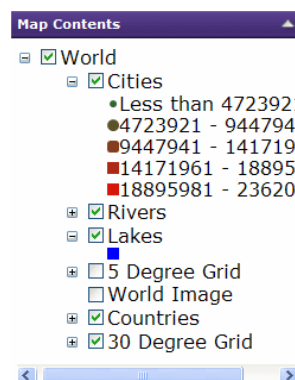 Map Contents
World
Cities
Less than 4723921
4723921 - 944794
9447941 - 141719
14171961 - 18895
18895981 - 23620
Rivers
Lakes
5 Degree Grid
World Image
Countries
30 Degree Grid